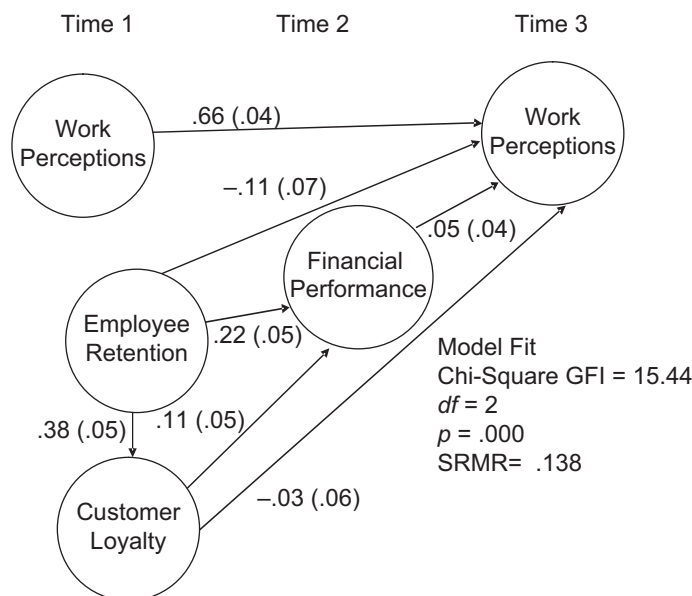 Time 1
Time 2
Time 3
Work
Perceptions
.66 (.04)
Work
Perceptions
–.11 (.07)
.05 (.04)
Financial
Performance
Employee
Retention
.22 (.05)
Model Fit
Chi-Square GFI = 15.44
df = 2
p = .000
SRMR= .138
.38 (.05)
.11 (.05)
–.03 (.06)
Customer
Loyalty